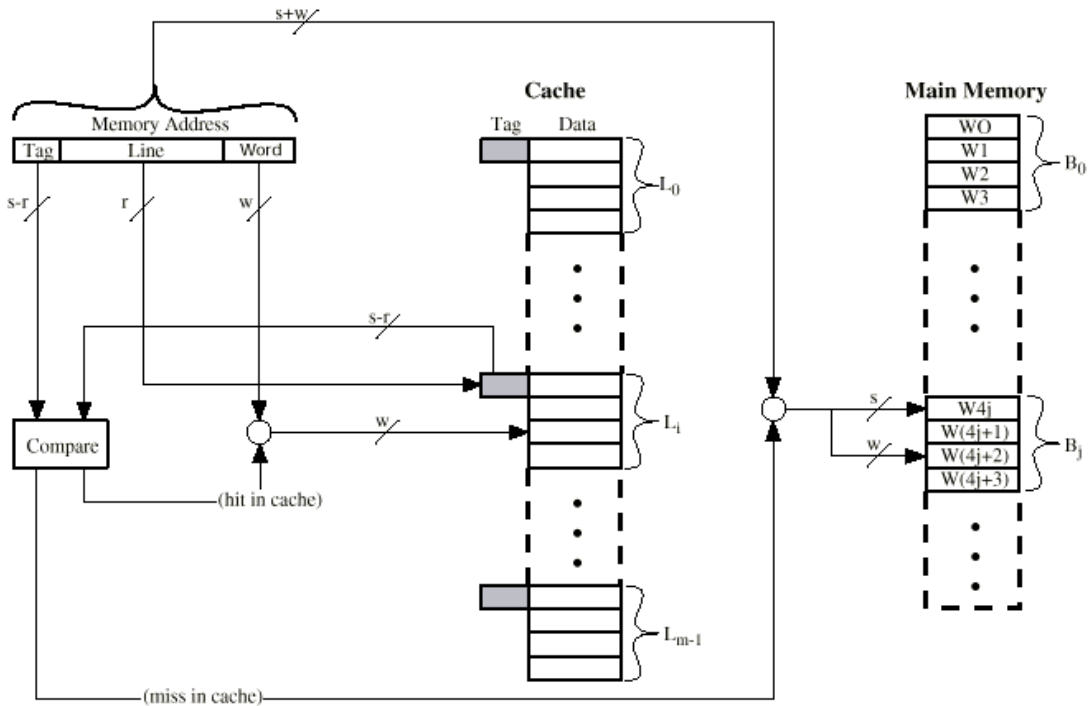 s+w
Cache
Main Memory
Memory Address
Tag Line Word
Tag Data
WO
W1
W2
W3
B0
L0
s-r
r
w
s-r
Compare
w
Li
s
w
W4j
W(4j+1)
W(4j+2)
W(4j+3)
Bj
(hit in cache)
Lm-1
(miss in cache)